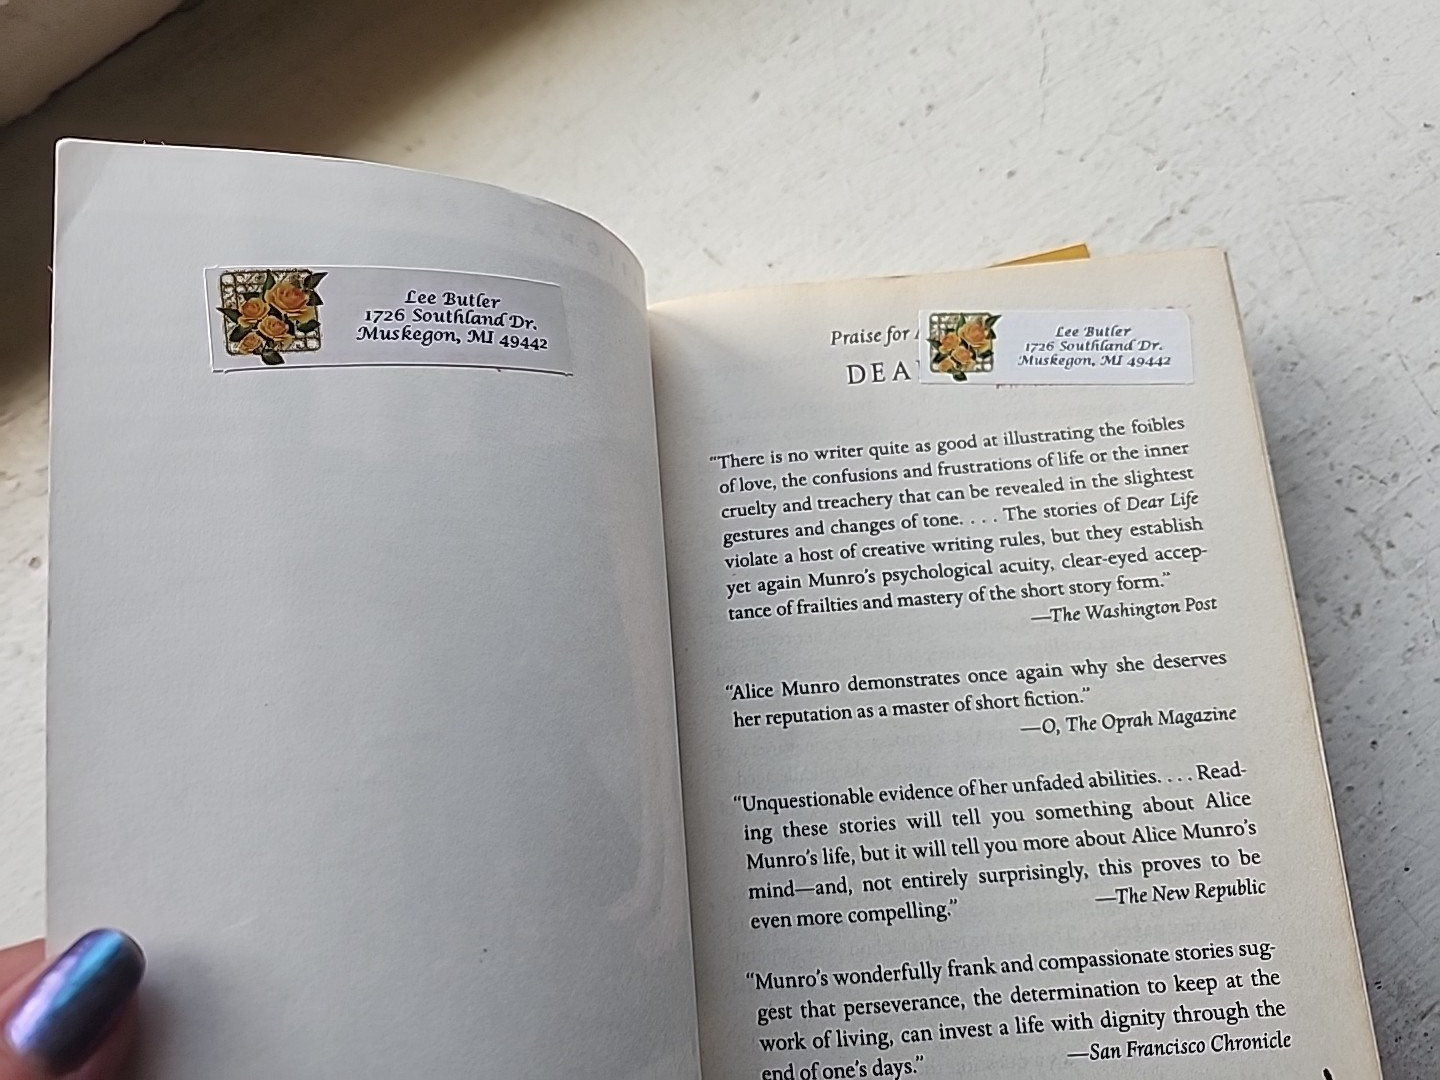 Lee Butler
1726 Southland Dr.
Muskegon, MI 49442
Praise for
DEA
Lee Butler
1726 Southland Dr.
Muskegon, MI 49442
“There is no writer quite as good at illustrating the foibles
of love, the confusions and frustrations of life or the inner
cruelty and treachery that can be revealed in the slightest
gestures and changes of tone. . . . The stories of Dear Life
violate a host of creative writing rules, but they establish
yet again Munro’s psychological acuity, clear-eyed accep-
tance of frailties and mastery of the short story form.”
—The Washington Post
“Alice Munro demonstrates once again why she deserves
her reputation as a master of short fiction.”
—O, The Oprah Magazine
“Unquestionable evidence of her unfaded abilities. . . . Read-
ing these stories will tell you something about Alice
Munro’s life, but it will tell you more about Alice Munro’s
mind—and, not entirely surprisingly, this proves to be
even more compelling.” —The New Republic
“Munro’s wonderfully frank and compassionate stories sug-
gest that perseverance, the determination to keep at the
work of living, can invest a life with dignity through the
end of one’s days.” —San Francisco Chronicle